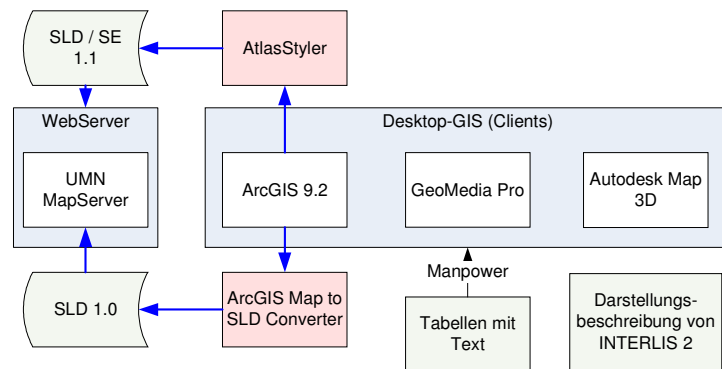 SLD / SE
1.1
AtlasStyler
WebServer
Desktop-GIS (Clients)
UMN
MapServer
ArcGIS 9.2
GeoMedia Pro
Autodesk Map
3D
Manpower
SLD 1.0
ArcGIS Map to
SLD Converter
Tabellen mit
Text
Darstellungs-
beschreibung von
INTERLIS 2